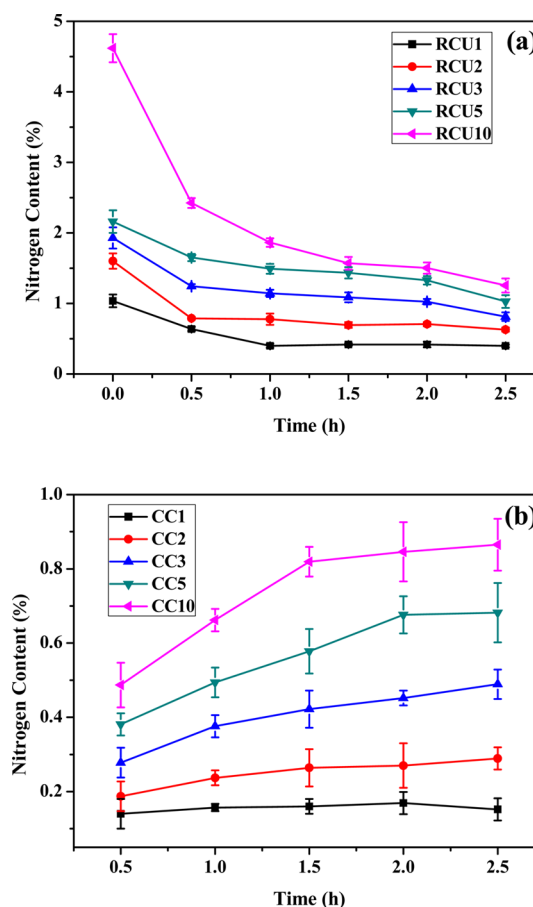 5
4
3
2
1
0
Nitrogen Content (%)
(a)
RCU1
RCU2
RCU3
RCU5
RCU10
0.0 0.5 1.0 1.5 2.0 2.5
Time (h)
1.0
0.8
0.6
0.4
0.2
Nitrogen Content (%)
(b)
CC1
CC2
CC3
CC5
CC10
0.5 1.0 1.5 2.0 2.5
Time (h)